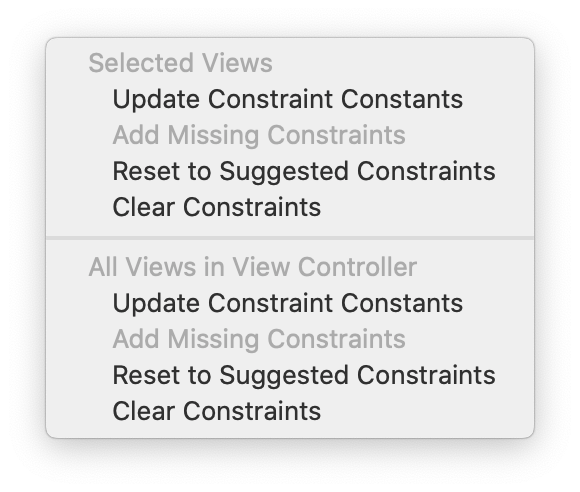 Selected Views
Update Constraint Constants
Add Missing Constraints
Reset to Suggested Constraints
Clear Constraints
All Views in View Controller
Update Constraint Constants
Add Missing Constraints
Reset to Suggested Constraints
Clear Constraints